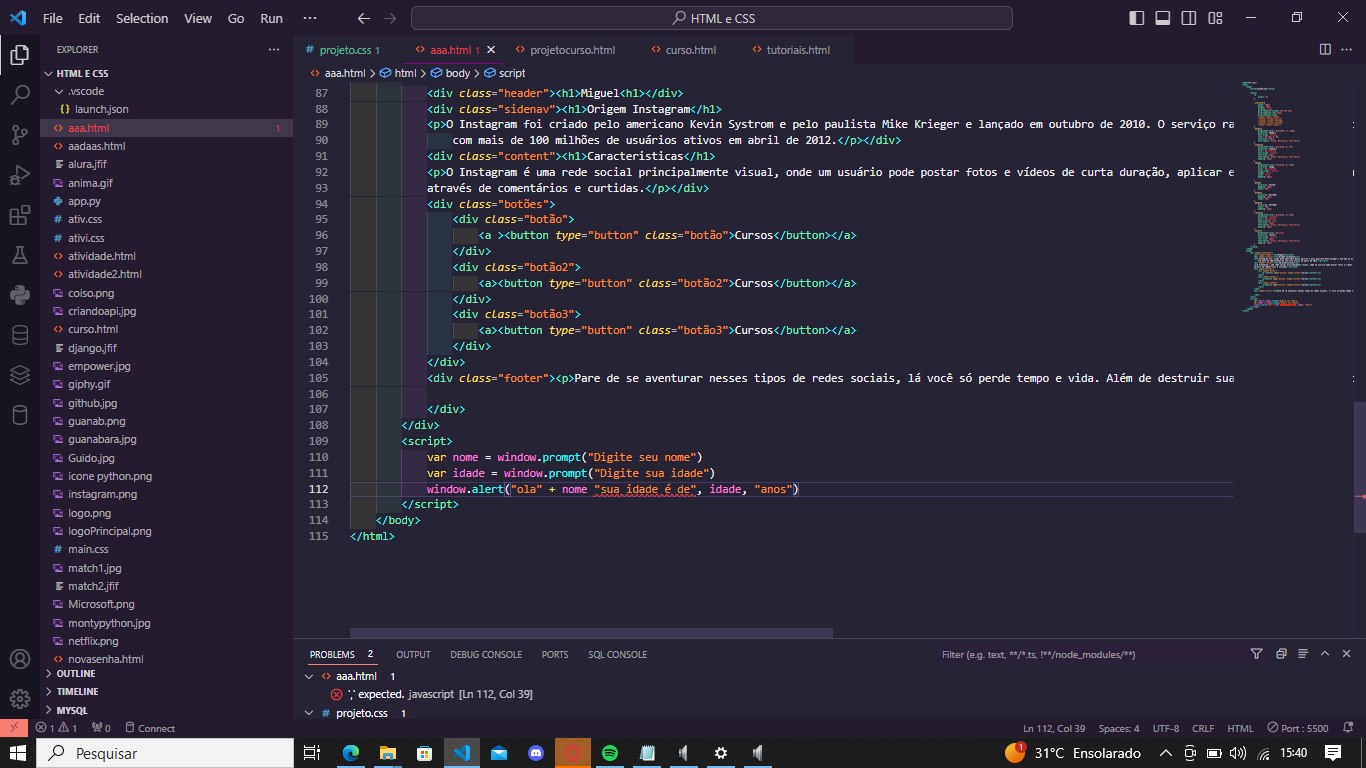 File Edit Selection View Go Run ··· HTML e CSS
EXPLORER ···
HTML E CSS
.vscode
launch.json
aaa.html 1
aadaas.html
alura.jfif
anima.gif
app.py
ativ.css
ativi.css
atividade.html
atividade2.html
coiso.png
criandoapi.jpg
curso.html
django.jfif
empower.jpg
giphy.gif
github.jpg
guanab.png
guanabara.jpg
Guido.jpg
icone python.png
instagram.png
logo.png
logoPrincipal.png
main.css
match1.jpg
match2.jfif
Microsoft.png
montypython.jpg
netflix.png
novasenha.html
OUTLINE
TIMELINE
MYSQL
# projeto.css 1 <> aaa.html 1 <> projetocurso.html <> curso.html <> tutoriais.html
<> aaa.html > html > body > script
87 <div class="header"><h1>Miguel<h1></div>
88 <div class="sidenav"><h1>Origem Instagram</h1>
89 <p>O Instagram foi criado pelo americano Kevin Systrom e pelo paulista Mike Krieger e lançado em outubro de 2010. O serviço ra
90 com mais de 100 milhões de usuários ativos em abril de 2012.</p></div>
91 <div class="content"><h1>Caracteristicas</h1>
92 <p>O Instagram é uma rede social principalmente visual, onde um usuário pode postar fotos e vídeos de curta duração, aplicar e
93 através de comentários e curtidas.</p></div>
94 <div class="botões">
95 <div class="botão">
96 <a ><button type="button" class="botão">Cursos</button></a>
97 </div>
98 <div class="botão2">
99 <a><button type="button" class="botão2">Cursos</button></a>
100 </div>
101 <div class="botão3">
102 <a><button type="button" class="botão3">Cursos</button></a>
103 </div>
104 </div>
105 <div class="footer"><p>Pare de se aventurar nesses tipos de redes sociais, lá você só perde tempo e vida. Além de destruir sua
106
107 </div>
108 </div>
109 <script>
110 var nome = window.prompt("Digite seu nome")
111 var idade = window.prompt("Digite sua idade")
112 window.alert("ola" + nome "sua idade é de", idade, "anos")
113 </script>
114 </body>
115 </html>
PROBLEMS 2 OUTPUT DEBUG CONSOLE PORTS SQL CONSOLE Filter (e.g. text, **/*.ts, !**/node_modules/**)
<> aaa.html 1
',' expected. javascript [Ln 112, Col 39]
# projeto.css 1
1 1 0 Connect Ln 112, Col 39 Spaces: 4 UTF-8 CRLF HTML Port : 5500
Pesquisar 1 31°C Ensolarado 15:40